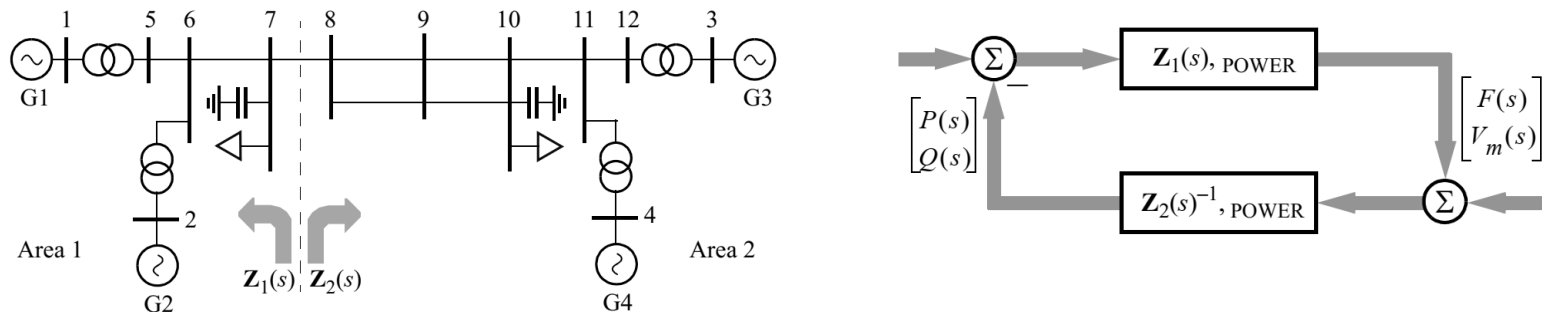 1 5 6 7 8 9 10 11 12 3
G1
G3
2
4
Area 1
Area 2
Z₁(s) Z₂(s)
G2
G4
Σ
−
Z₁(s), POWER
P(s)
Q(s)
F(s)
Vₘ(s)
Z₂(s)⁻¹, POWER
Σ